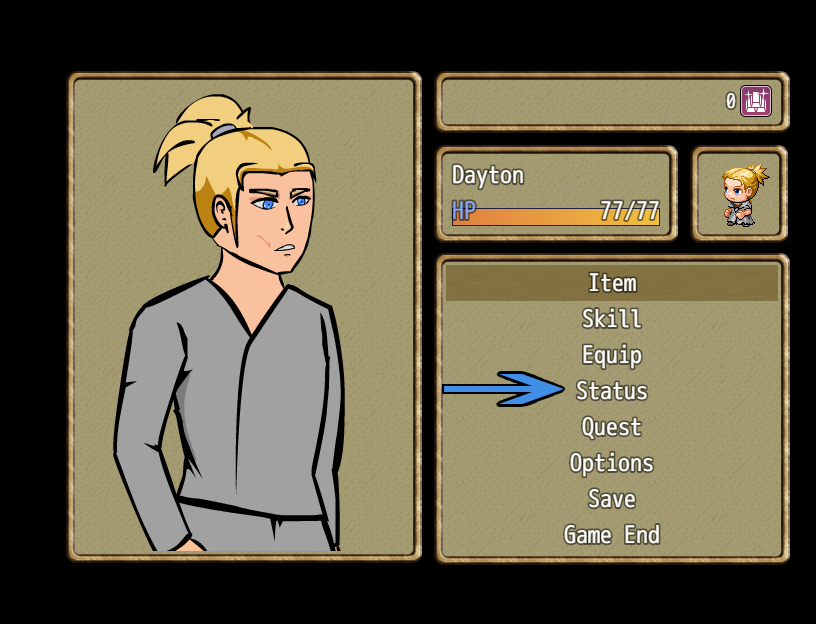 0
Dayton
HP 77/77
Item
Skill
Equip
Status
Quest
Options
Save
Game End